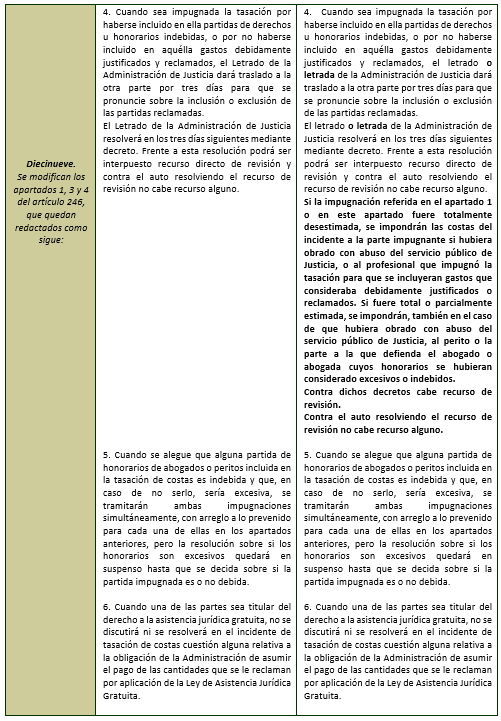 Diecinueve.
Se modifican los
apartados 1, 3 y 4
del artículo 246,
que quedan
redactados como
sigue:
4. Cuando sea impugnada la tasación por
haberse incluido en ella partidas de derechos
u honorarios indebidas, o por no haberse
incluido en aquélla gastos debidamente
justificados y reclamados, el Letrado de la
Administración de Justicia dará traslado a la
otra parte por tres días para que se
pronuncie sobre la inclusión o exclusión de
las partidas reclamadas.
El Letrado de la Administración de Justicia
resolverá en los tres días siguientes mediante
decreto. Frente a esta resolución podrá ser
interpuesto recurso directo de revisión y
contra el auto resolviendo el recurso de
revisión no cabe recurso alguno.
5. Cuando se alegue que alguna partida de
honorarios de abogados o peritos incluida en
la tasación de costas es indebida y que, en
caso de no serlo, sería excesiva, se
tramitarán ambas impugnaciones
simultáneamente, con arreglo a lo prevenido
para cada una de ellas en los apartados
anteriores, pero la resolución sobre si los
honorarios son excesivos quedará en
suspenso hasta que se decida sobre si la
partida impugnada es o no debida.
6. Cuando una de las partes sea titular del
derecho a la asistencia jurídica gratuita, no se
discutirá ni se resolverá en el incidente de
tasación de costas cuestión alguna relativa a
la obligación de la Administración de asumir
el pago de las cantidades que se le reclaman
por aplicación de la Ley de Asistencia Jurídica
Gratuita.
4. Cuando sea impugnada la tasación por
haberse incluido en ella partidas de derechos
u honorarios indebidas, o por no haberse
incluido en aquélla gastos debidamente
justificados y reclamados, el letrado o
letrada de la Administración de Justicia dará
traslado a la otra parte por tres días para que
se pronuncie sobre la inclusión o exclusión
de las partidas reclamadas.
El letrado o letrada de la Administración de
Justicia resolverá en los tres días siguientes
mediante decreto. Frente a esta resolución
podrá ser interpuesto recurso directo de
revisión y contra el auto resolviendo el
recurso de revisión no cabe recurso alguno.
Si la impugnación referida en el apartado 1
o en este apartado fuere totalmente
desestimada, se impondrán las costas del
incidente a la parte impugnante si hubiera
obrado con abuso del servicio público de
Justicia, o al profesional que impugnó la
tasación para que se incluyeran gastos que
consideraba debidamente justificados o
reclamados. Si fuere total o parcialmente
estimada, se impondrán, también en el caso
de que hubiera obrado con abuso del
servicio público de Justicia, al perito o la
parte a la que defienda el abogado o
abogada cuyos honorarios se hubieran
considerado excesivos o indebidos.
Contra dichos decretos cabe recurso de
revisión.
Contra el auto resolviendo el recurso de
revisión no cabe recurso alguno.
5. Cuando se alegue que alguna partida de
honorarios de abogados o peritos incluida en
la tasación de costas es indebida y que, en
caso de no serlo, sería excesiva, se
tramitarán ambas impugnaciones
simultáneamente, con arreglo a lo prevenido
para cada una de ellas en los apartados
anteriores, pero la resolución sobre si los
honorarios son excesivos quedará en
suspenso hasta que se decida sobre si la
partida impugnada es o no debida.
6. Cuando una de las partes sea titular del
derecho a la asistencia jurídica gratuita, no se
discutirá ni se resolverá en el incidente de
tasación de costas cuestión alguna relativa a
la obligación de la Administración de asumir
el pago de las cantidades que se le reclaman
por aplicación de la Ley de Asistencia Jurídica
Gratuita.